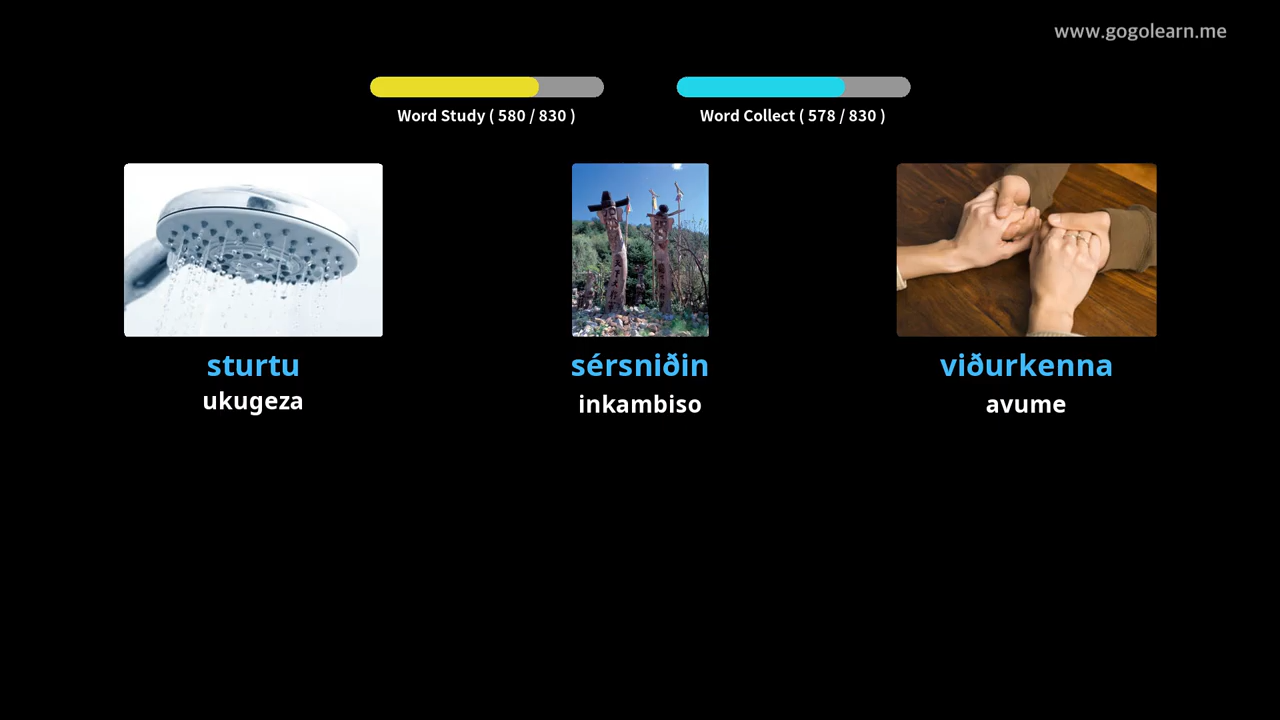 www.gogolearn.me
Word Study ( 580 / 830 )
Word Collect ( 578 / 830 )
sturtu
ukugeza
sérsniðin
inkambiso
viðurkenna
avume